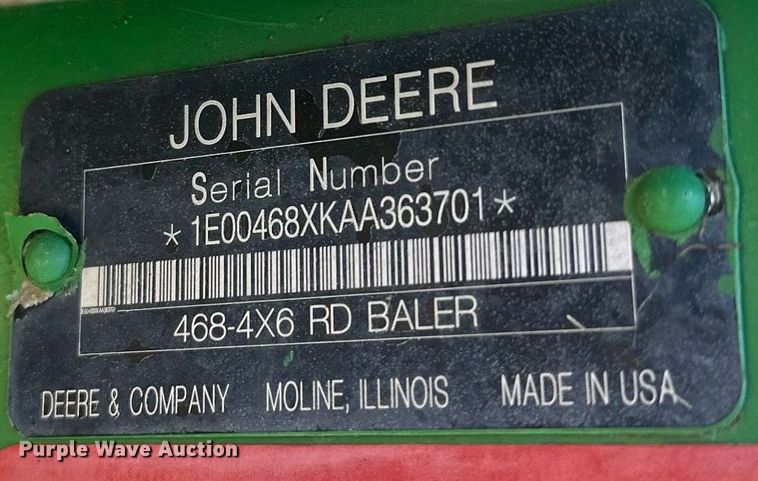 JOHN DEERE
Serial Number
*1E00468XKAA363701*
468-4X6 RD BALER
DEERE & COMPANY MOLINE, ILLINOIS MADE IN USA
Purple Wave Auction